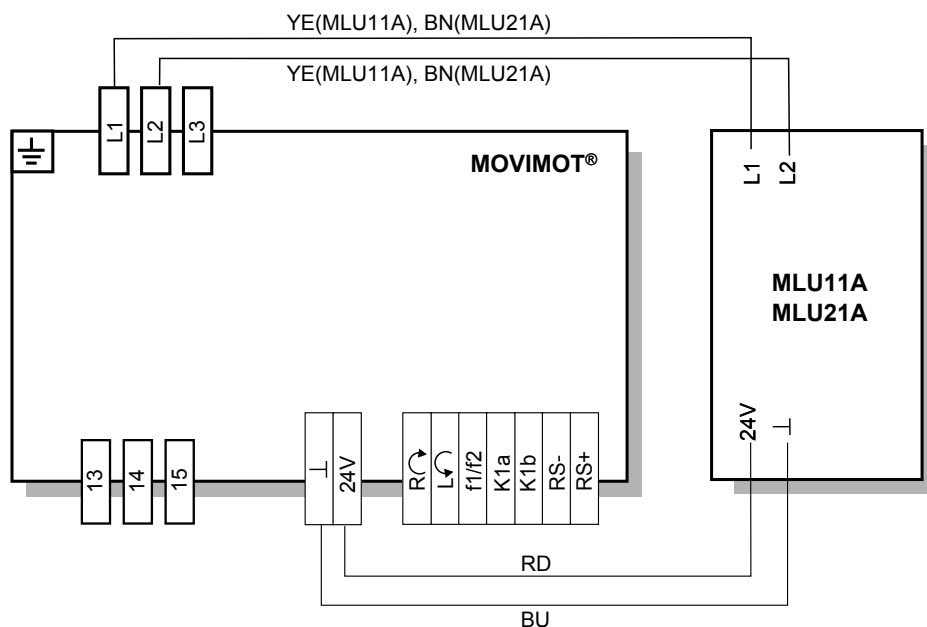 YE(MLU11A), BN(MLU21A)
YE(MLU11A), BN(MLU21A)
L1
L2
L3
MOVIMOT®
L1
L2
MLU11A
MLU21A
24V
⊥
13
14
15
⊥
24V
R
L
f1/f2
K1a
K1b
RS-
RS+
RD
BU